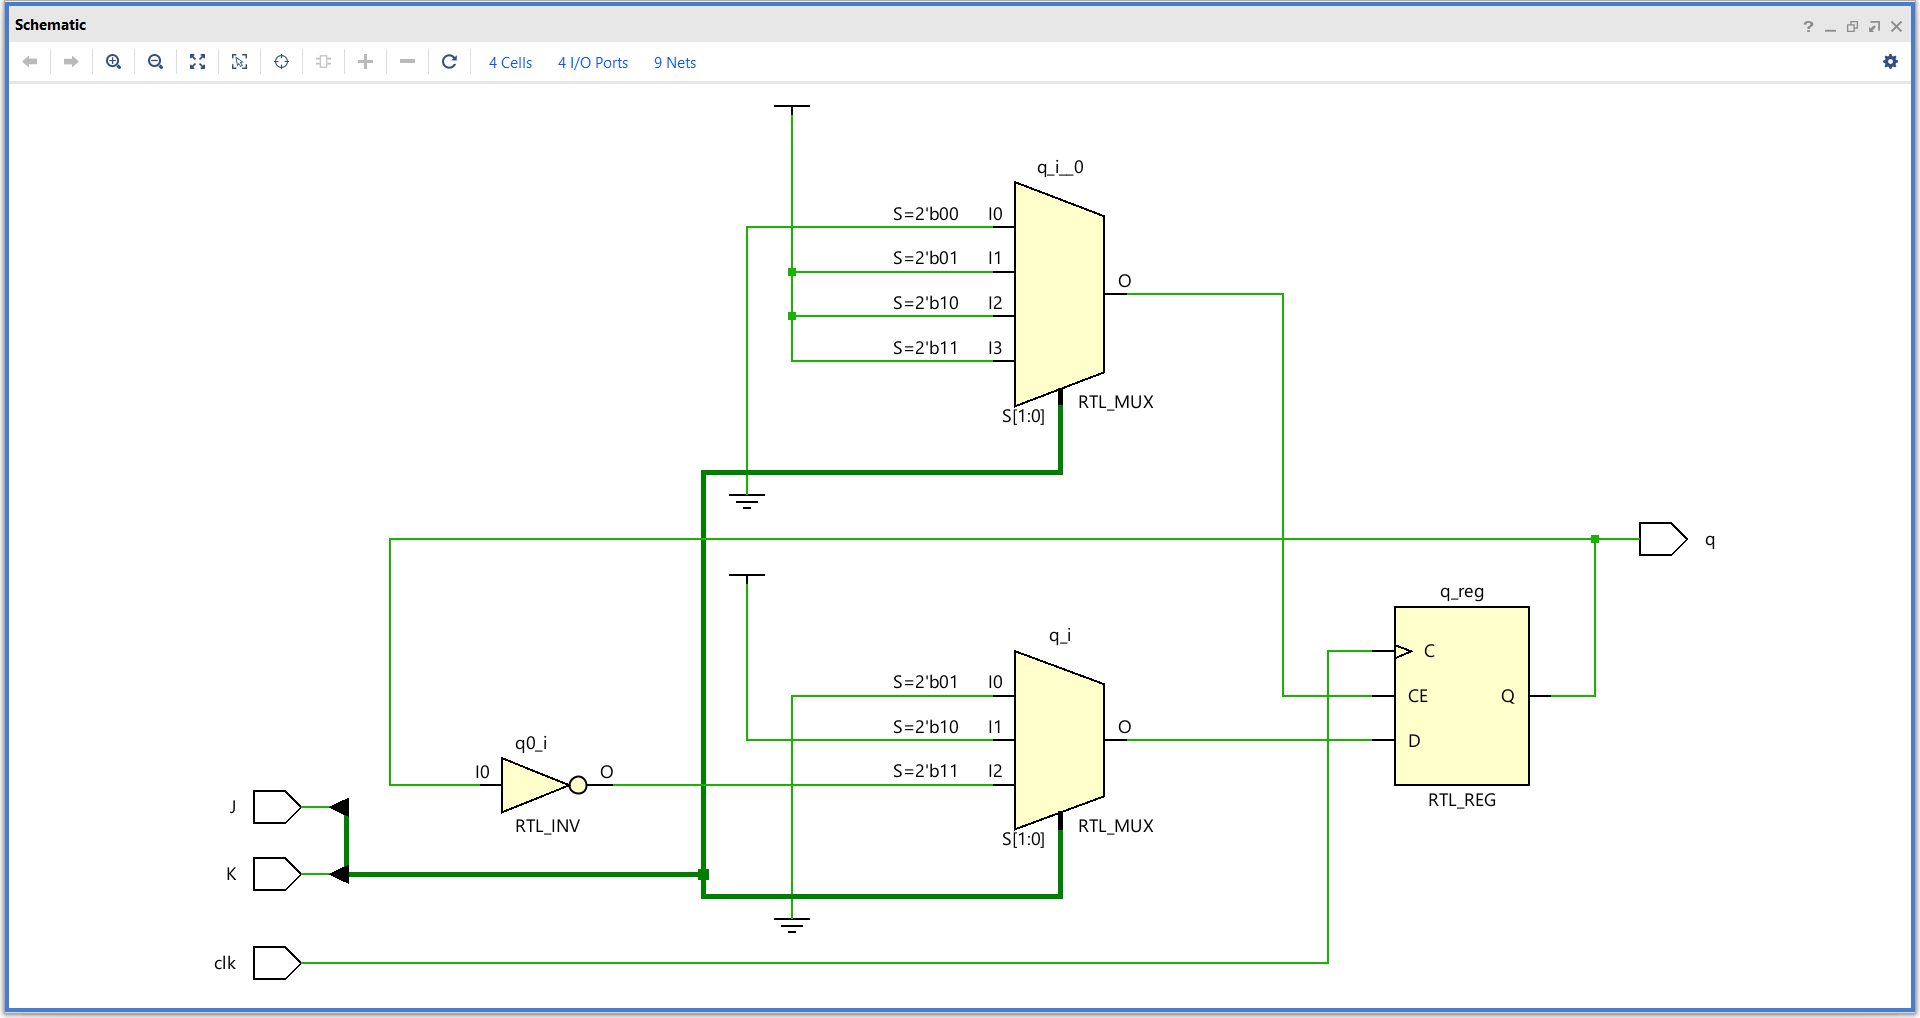 Schematic
?
4 Cells 4 I/O Ports 9 Nets
q_i__0
S=2'b00 I0
S=2'b01 I1
O
S=2'b10 I2
S=2'b11 I3
RTL_MUX
S[1:0]
q
q_reg
q_i
C
S=2'b01 I0
CE Q
S=2'b10 I1 O
D
q0_i
I0 O
S=2'b11 I2
RTL_REG
J
RTL_INV
RTL_MUX
S[1:0]
K
clk